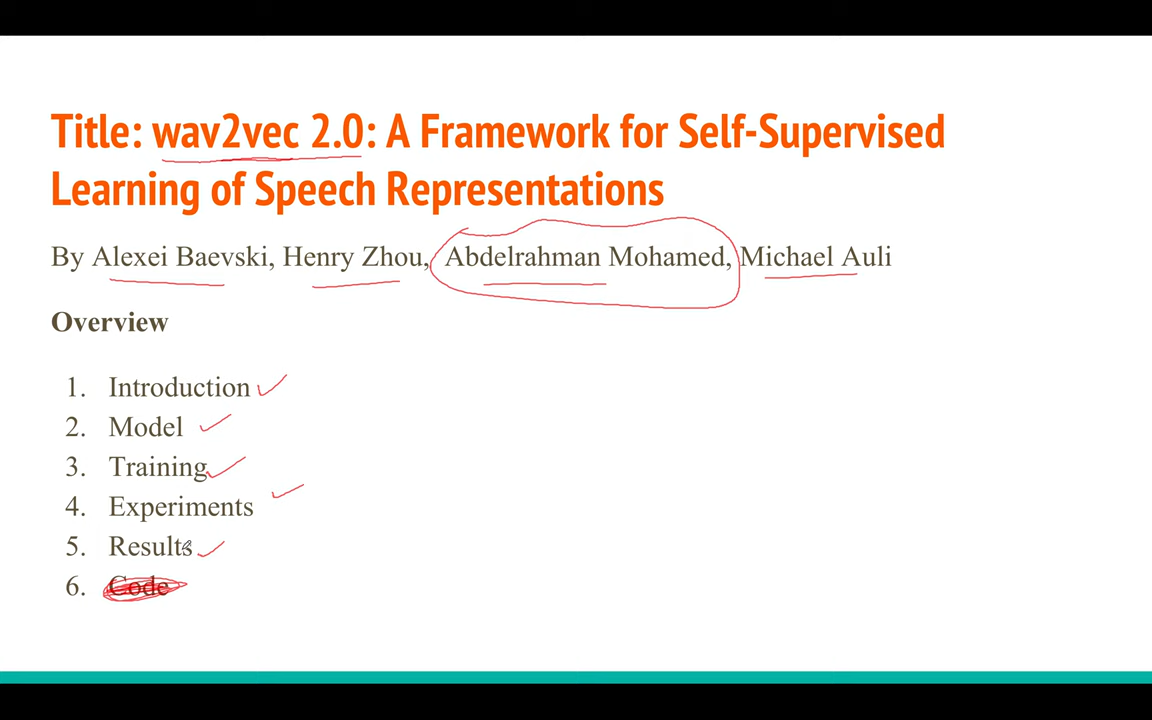 Title: wav2vec 2.0: A Framework for Self-Supervised
Learning of Speech Representations
By Alexei Baevski, Henry Zhou, Abdelrahman Mohamed, Michael Auli
Overview
1. Introduction
2. Model
3. Training
4. Experiments
5. Results
6. Code